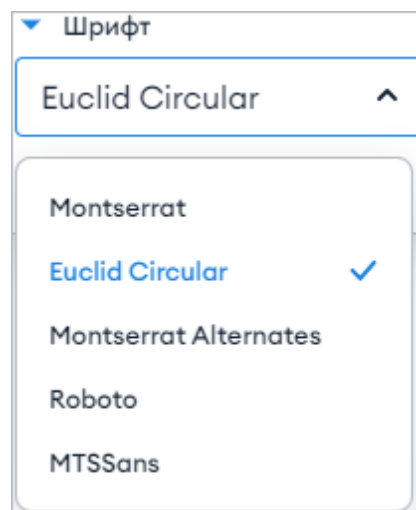 Шрифт
Euclid Circular
Montserrat
Euclid Circular
Montserrat Alternates
Roboto
MTSSans